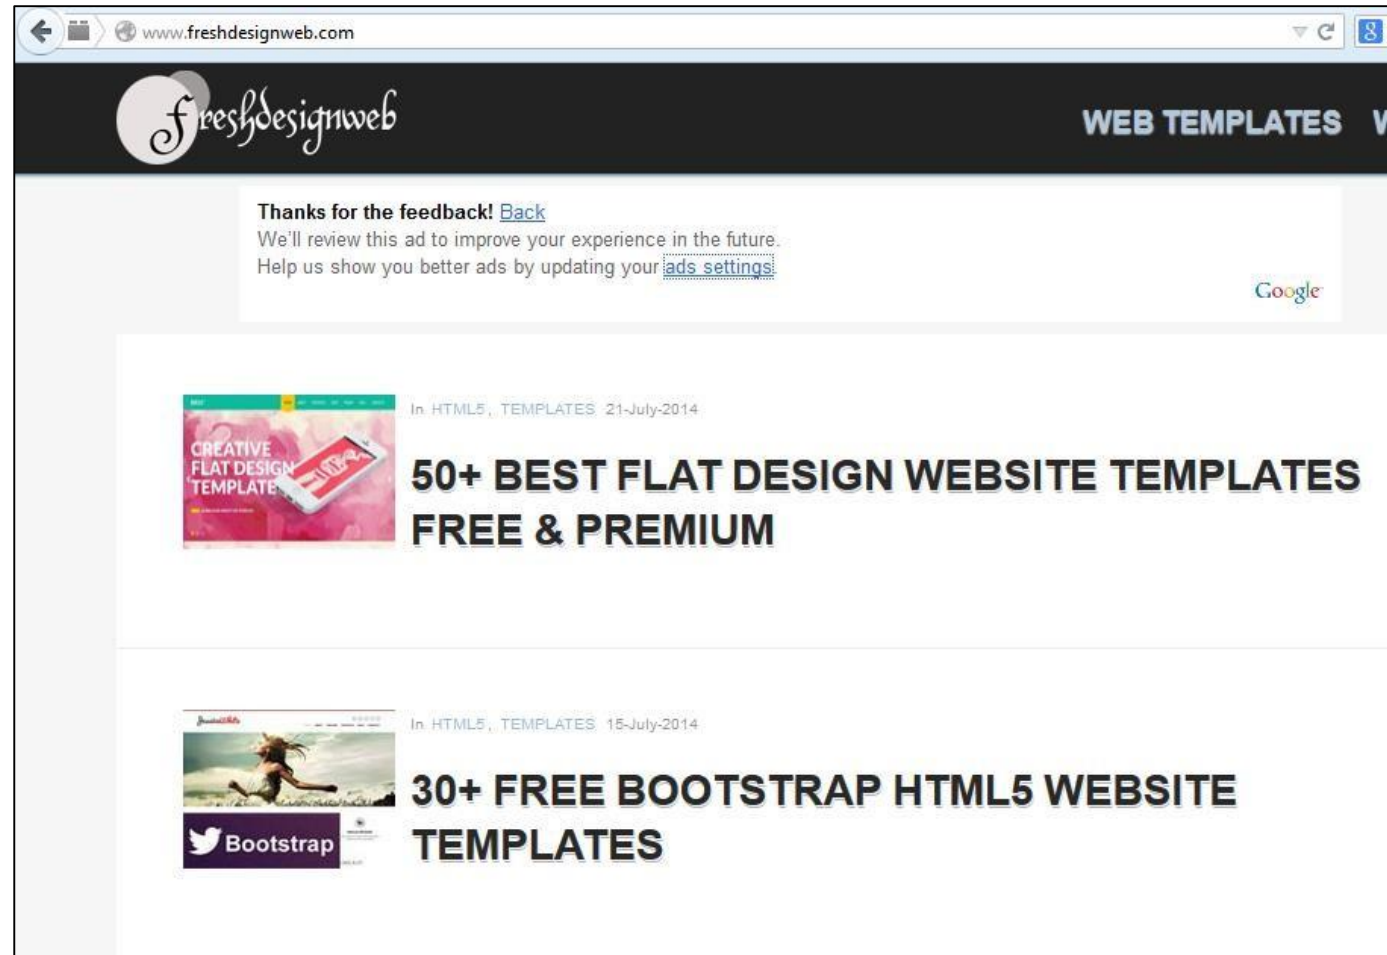 www.freshdesignweb.com
8
freshdesignweb
WEB TEMPLATES W
Thanks for the feedback! Back
We'll review this ad to improve your experience in the future.
Help us show you better ads by updating your ads settings.
Google
In HTML5, TEMPLATES 21-July-2014
50+ BEST FLAT DESIGN WEBSITE TEMPLATES
FREE & PREMIUM
CREATIVE
FLAT DESIGN
TEMPLATE
In HTML5, TEMPLATES 15-July-2014
30+ FREE BOOTSTRAP HTML5 WEBSITE
TEMPLATES
Bootstrap